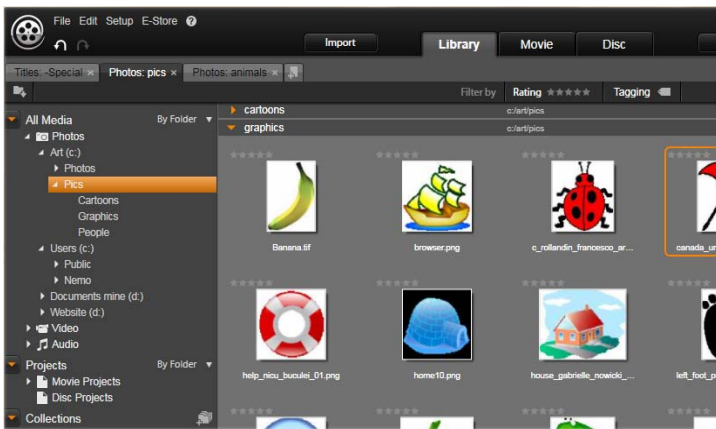 File Edit Setup E-Store ?
Import Library Movie Disc
Titles: -Special × Photos: pics × Photos: animals ×
Filter by Rating Tagging
All Media By Folder
Photos
Art (c:)
Photos
Pics
Cartoons
Graphics
People
Users (c:)
Public
Nemo
Documents mine (d:)
Website (d:)
Video
Audio
Projects By Folder
Movie Projects
Disc Projects
Collections
cartoons c:/art/pics
graphics c:/art/pics
Banana.tif browser.png c_rollandin_francesco_ar... canada_un
help_nicu_buculei_01.png home10.png house_gabrielle_nowicki_... left_foot_p